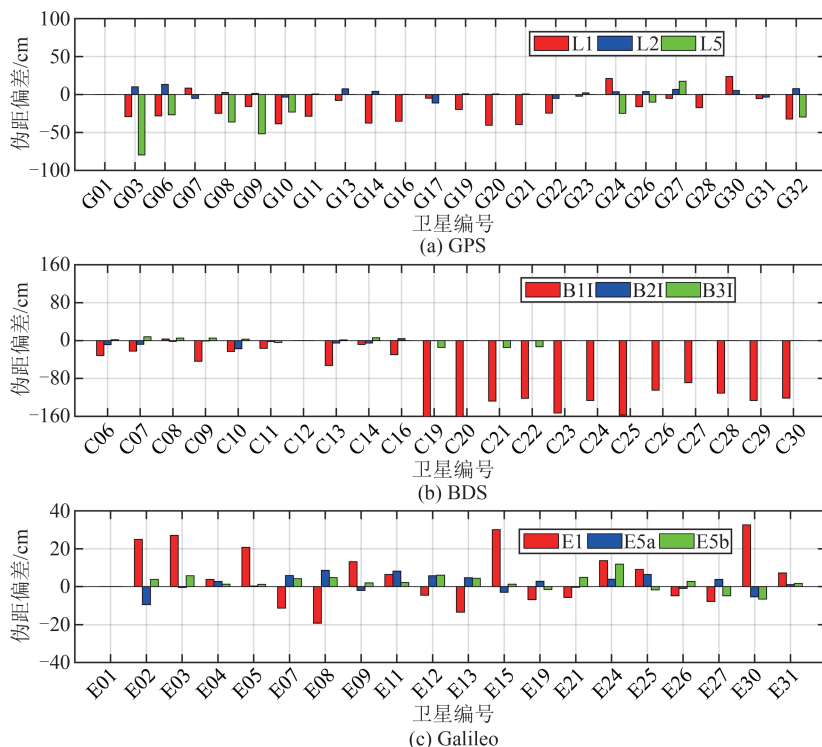 100
50
0
−50
−100
伪距偏差/cm
L1 L2 L5
G01 G03 G06 G07 G08 G09 G10 G11 G13 G14 G16 G17 G19 G20 G21 G22 G23 G24 G26 G27 G28 G30 G31 G32
卫星编号
(a) GPS
160
80
0
−80
−160
伪距偏差/cm
B1I B2I B3I
C06 C07 C08 C09 C10 C11 C12 C13 C14 C16 C19 C20 C21 C22 C23 C24 C25 C26 C27 C28 C29 C30
卫星编号
(b) BDS
40
20
0
−20
−40
伪距偏差/cm
E1 E5a E5b
E01 E02 E03 E04 E05 E07 E08 E09 E11 E12 E13 E15 E19 E21 E24 E25 E26 E27 E30 E31
卫星编号
(c) Galileo